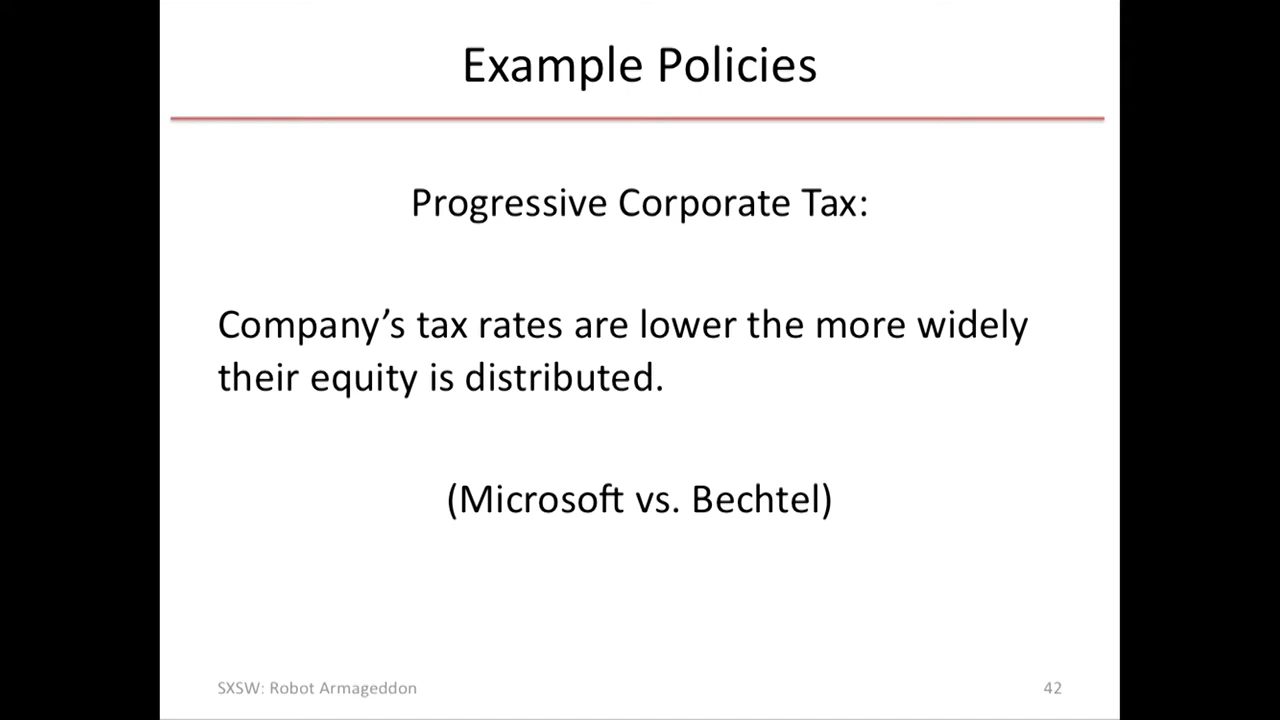 Example Policies
Progressive Corporate Tax:
Company’s tax rates are lower the more widely
their equity is distributed.
(Microsoft vs. Bechtel)
SXSW: Robot Armageddon
42